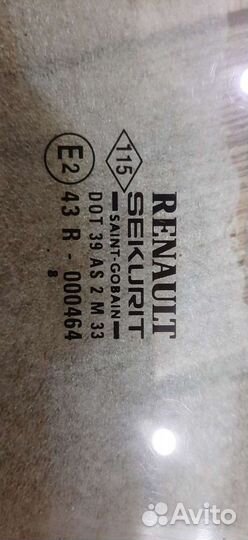 RENAULT
115 SEKURIT
SAINT-GOBAIN
DOT 39 AS 2 M 33
E2 43 R - 000464
8
Avito